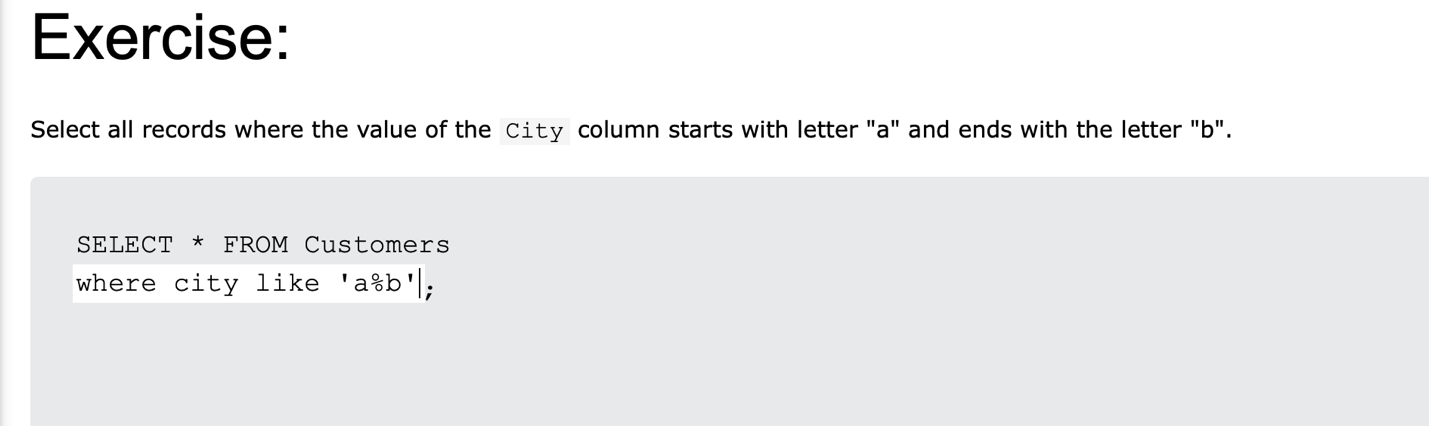 Exercise:
Select all records where the value of the City column starts with letter "a" and ends with the letter "b".
SELECT * FROM Customers
where city like 'a%b';